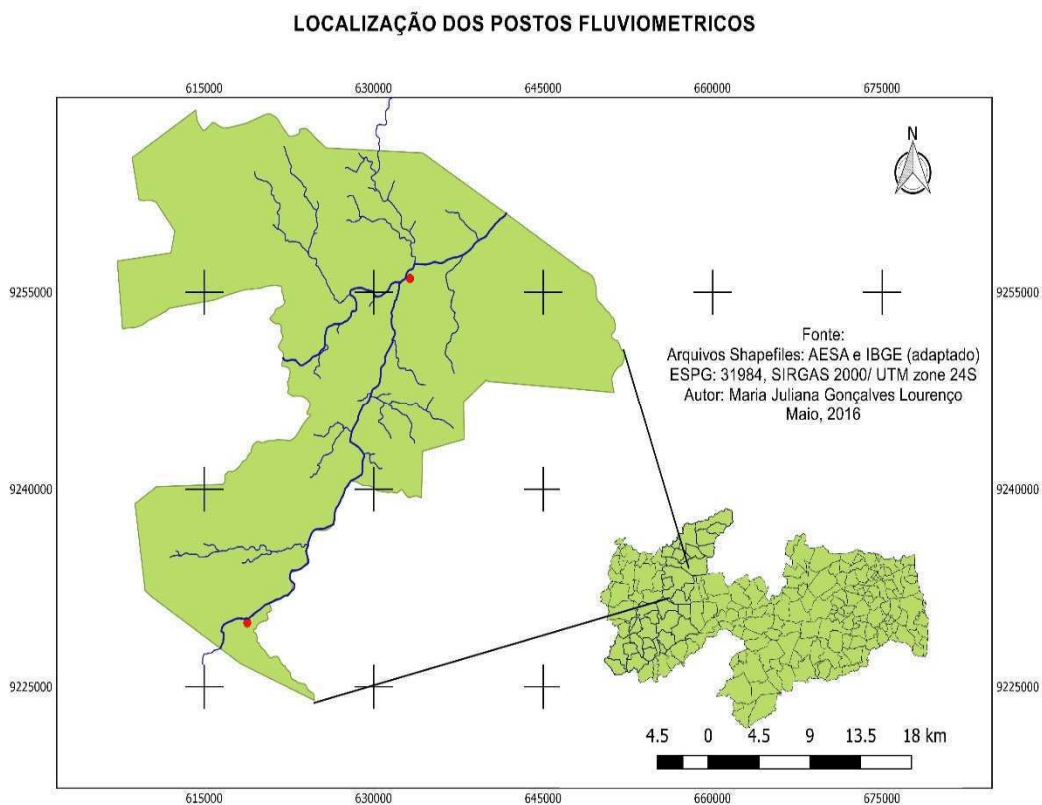 LOCALIZAÇÃO DOS POSTOS FLUVIOMETRICOS
615000 630000 645000 660000 675000
N
9255000 9255000
Fonte:
Arquivos Shapefiles: AESA e IBGE (adaptado)
ESPG: 31984, SIRGAS 2000/ UTM zone 24S
Autor: Maria Juliana Gonçalves Lourenço
Maio, 2016
9240000 9240000
9225000 9225000
4.5 0 4.5 9 13.5 18 km
615000 630000 645000 660000 675000